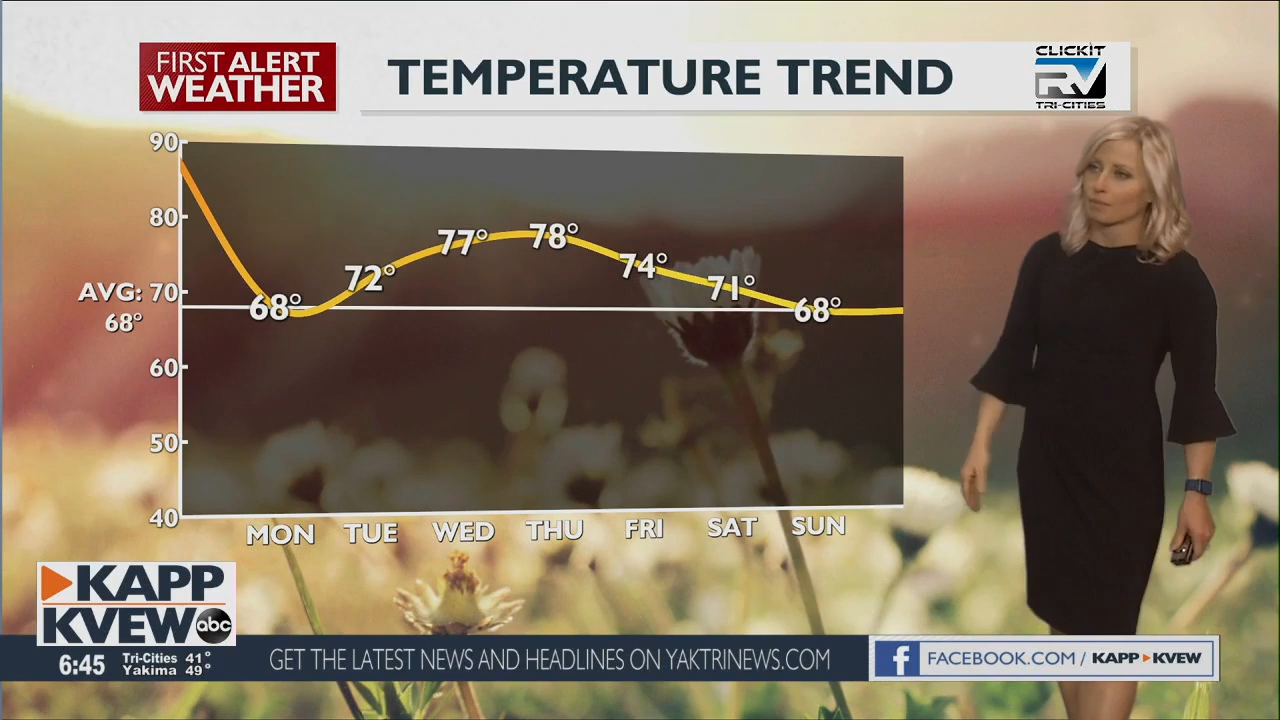 FIRST ALERT
WEATHER
TEMPERATURE TREND
CLICKIT
RV
TRI-CITIES
90
80
AVG: 70
68°
60
50
40
68° 72° 77° 78° 74° 71° 68°
MON TUE WED THU FRI SAT SUN
KAPP
KVEW abc
6:45
Tri-Cities 41°
Yakima 49°
GET THE LATEST NEWS AND HEADLINES ON YAKTRINEWS.COM
f FACEBOOK.COM / KAPP KVEW